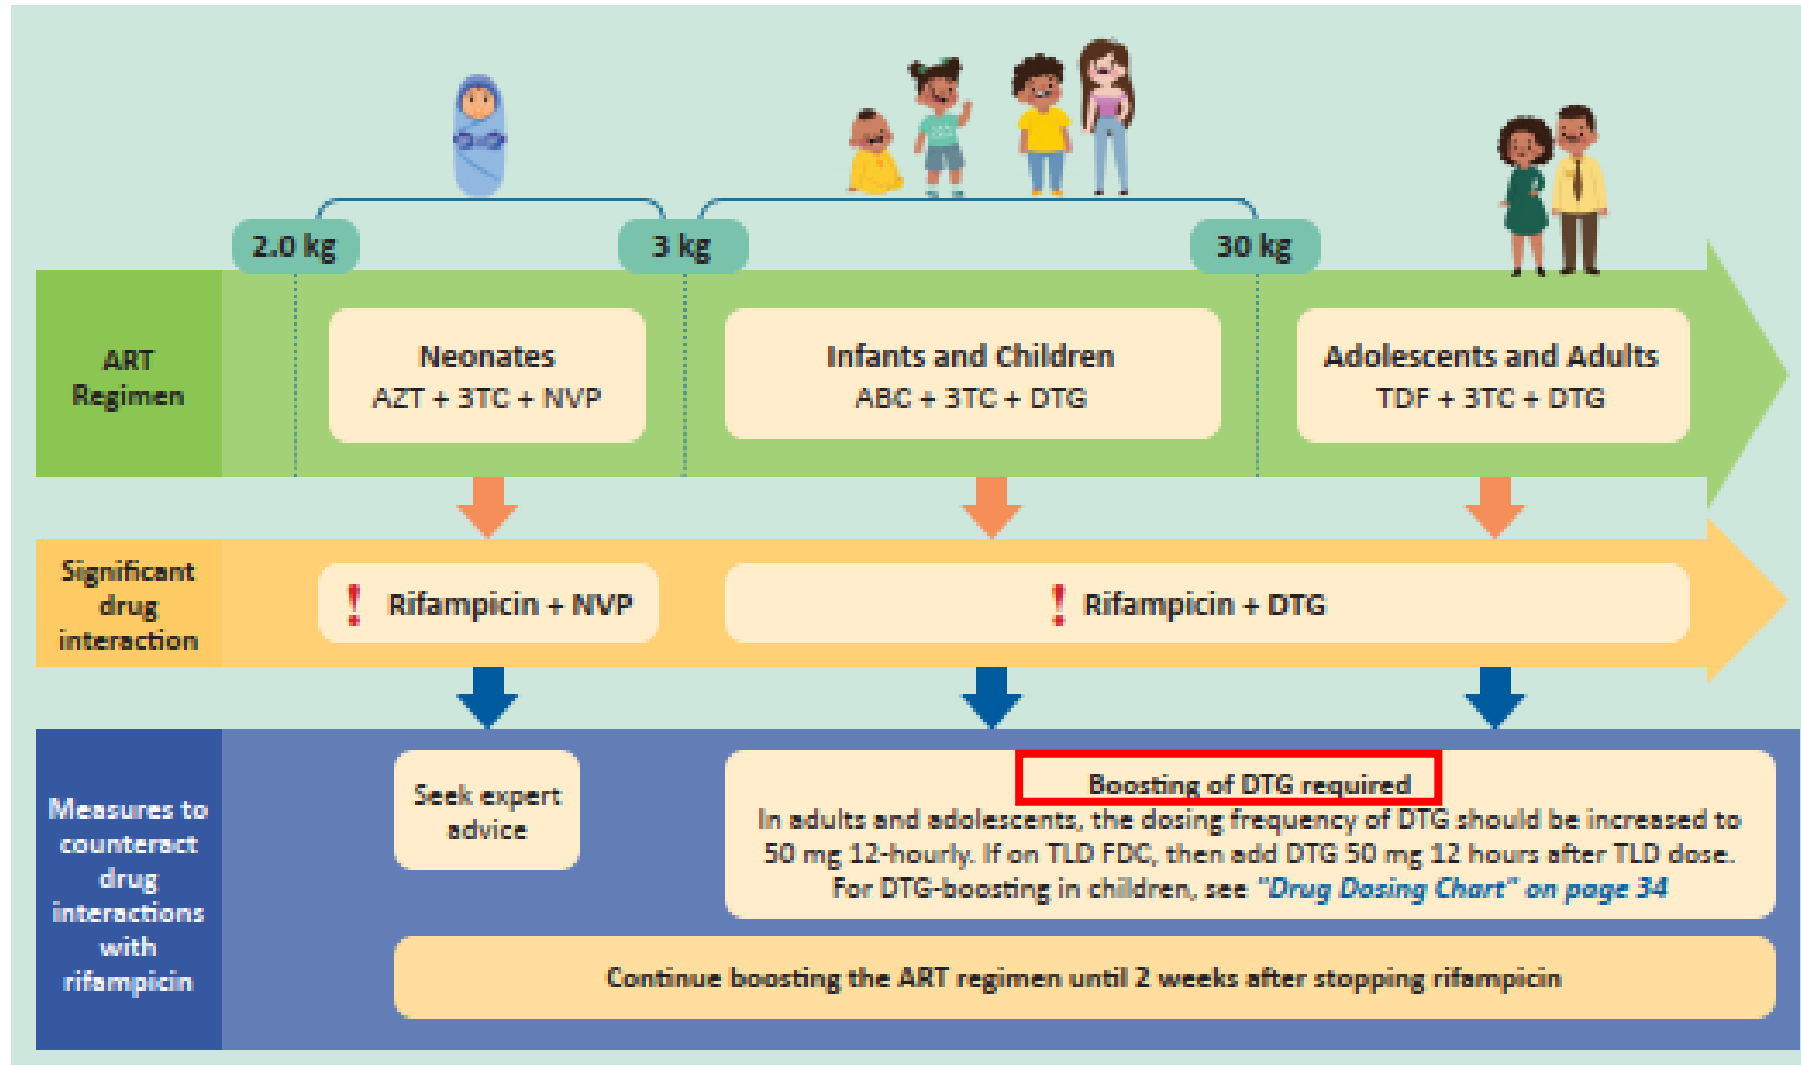 2.0 kg
3 kg
30 kg
ART
Regimen
Neonates
AZT + 3TC + NVP
Infants and Children
ABC + 3TC + DTG
Adolescents and Adults
TDF + 3TC + DTG
Significant
drug
interaction
! Rifampicin + NVP
! Rifampicin + DTG
Measures to
counteract
drug
interactions
with
rifampicin
Seek expert
advice
Boosting of DTG required
In adults and adolescents, the dosing frequency of DTG should be increased to
50 mg 12-hourly. If on TLD FDC, then add DTG 50 mg 12 hours after TLD dose.
For DTG-boosting in children, see "Drug Dosing Chart" on page 34
Continue boosting the ART regimen until 2 weeks after stopping rifampicin